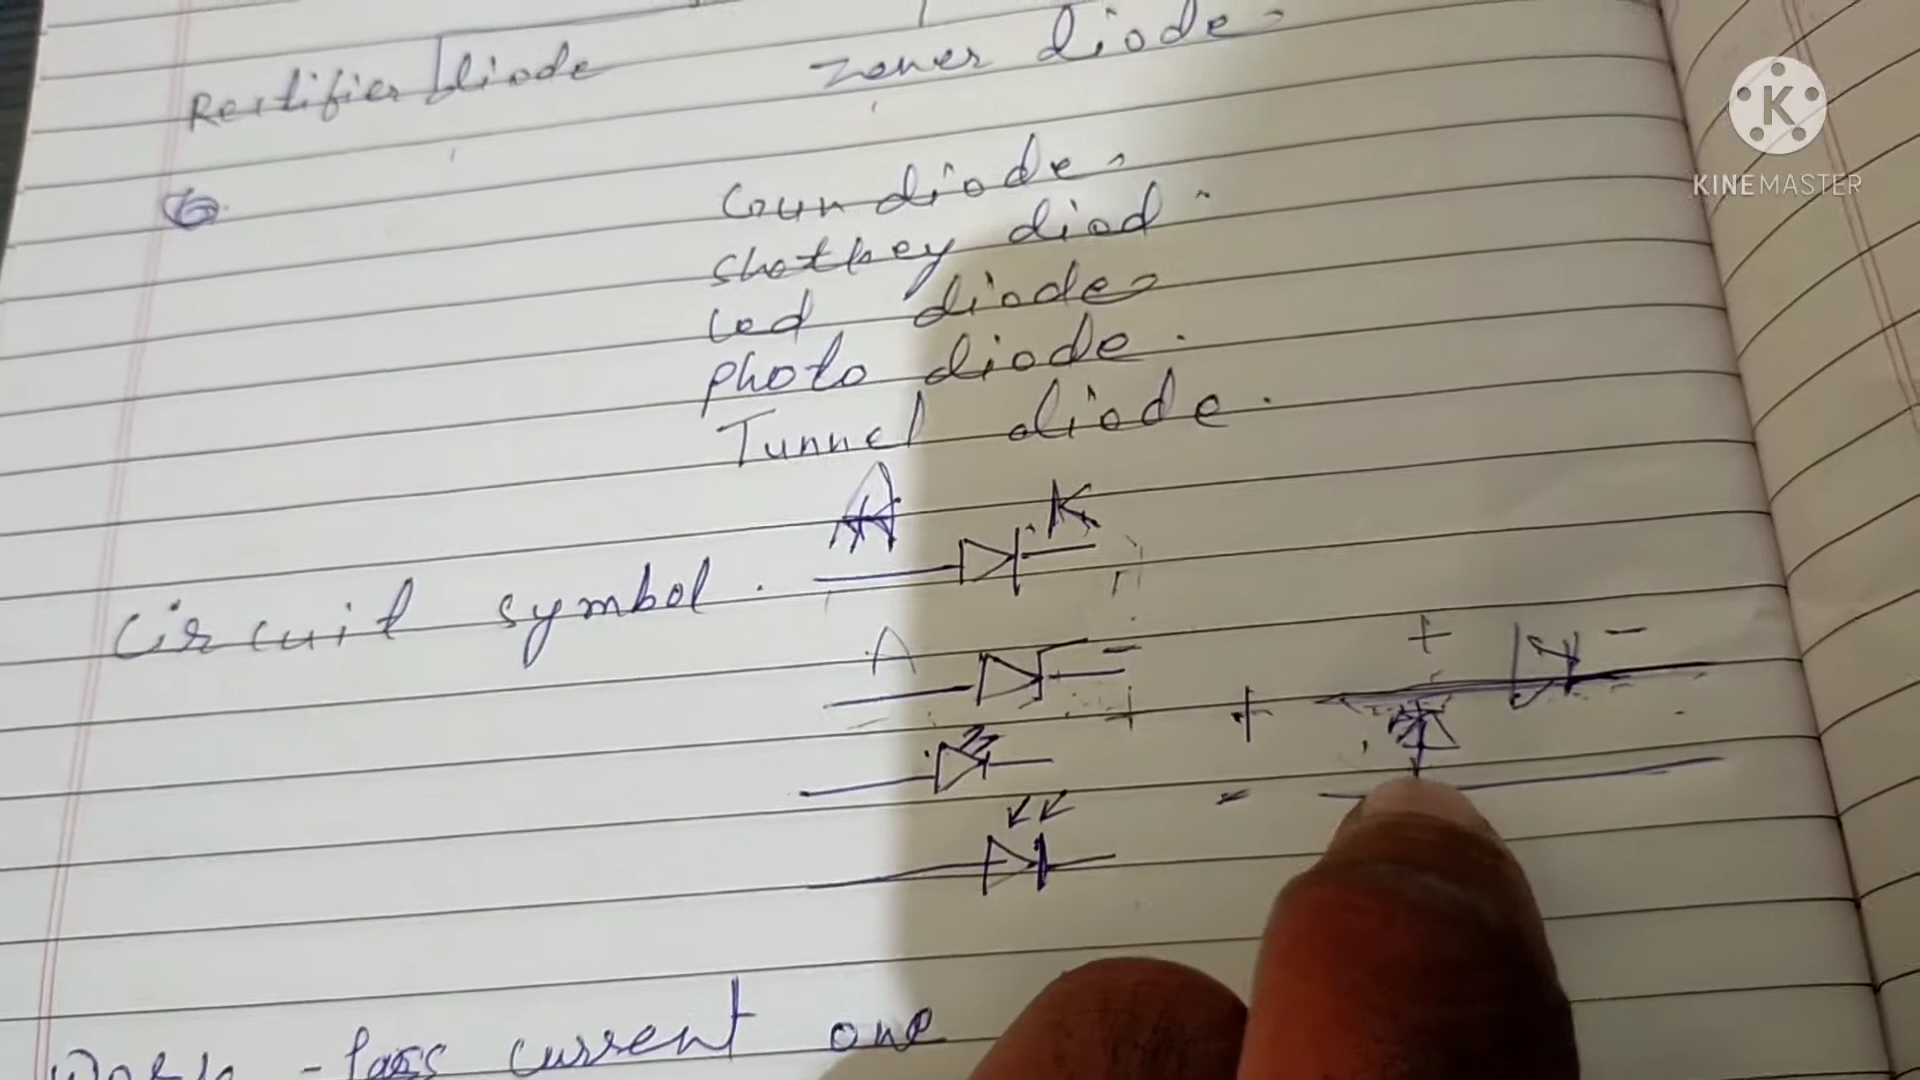 Rectifier diode zener diode
Gun diode.
Shotkey diod.
Led diode
photo diode.
Tunnel diode.
A K
Circuit symbol.
A -
+ -
+ +
-
- Pass current one
K
KINEMASTER